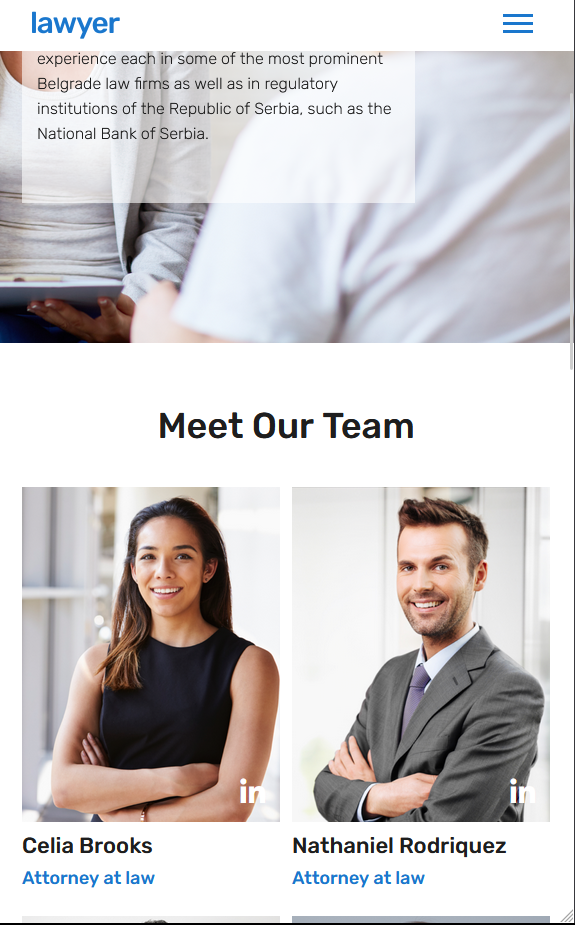 lawyer
experience each in some of the most prominent
Belgrade law firms as well as in regulatory
institutions of the Republic of Serbia, such as the
National Bank of Serbia.
Meet Our Team
in
in
Celia Brooks
Nathaniel Rodriquez
Attorney at law
Attorney at law